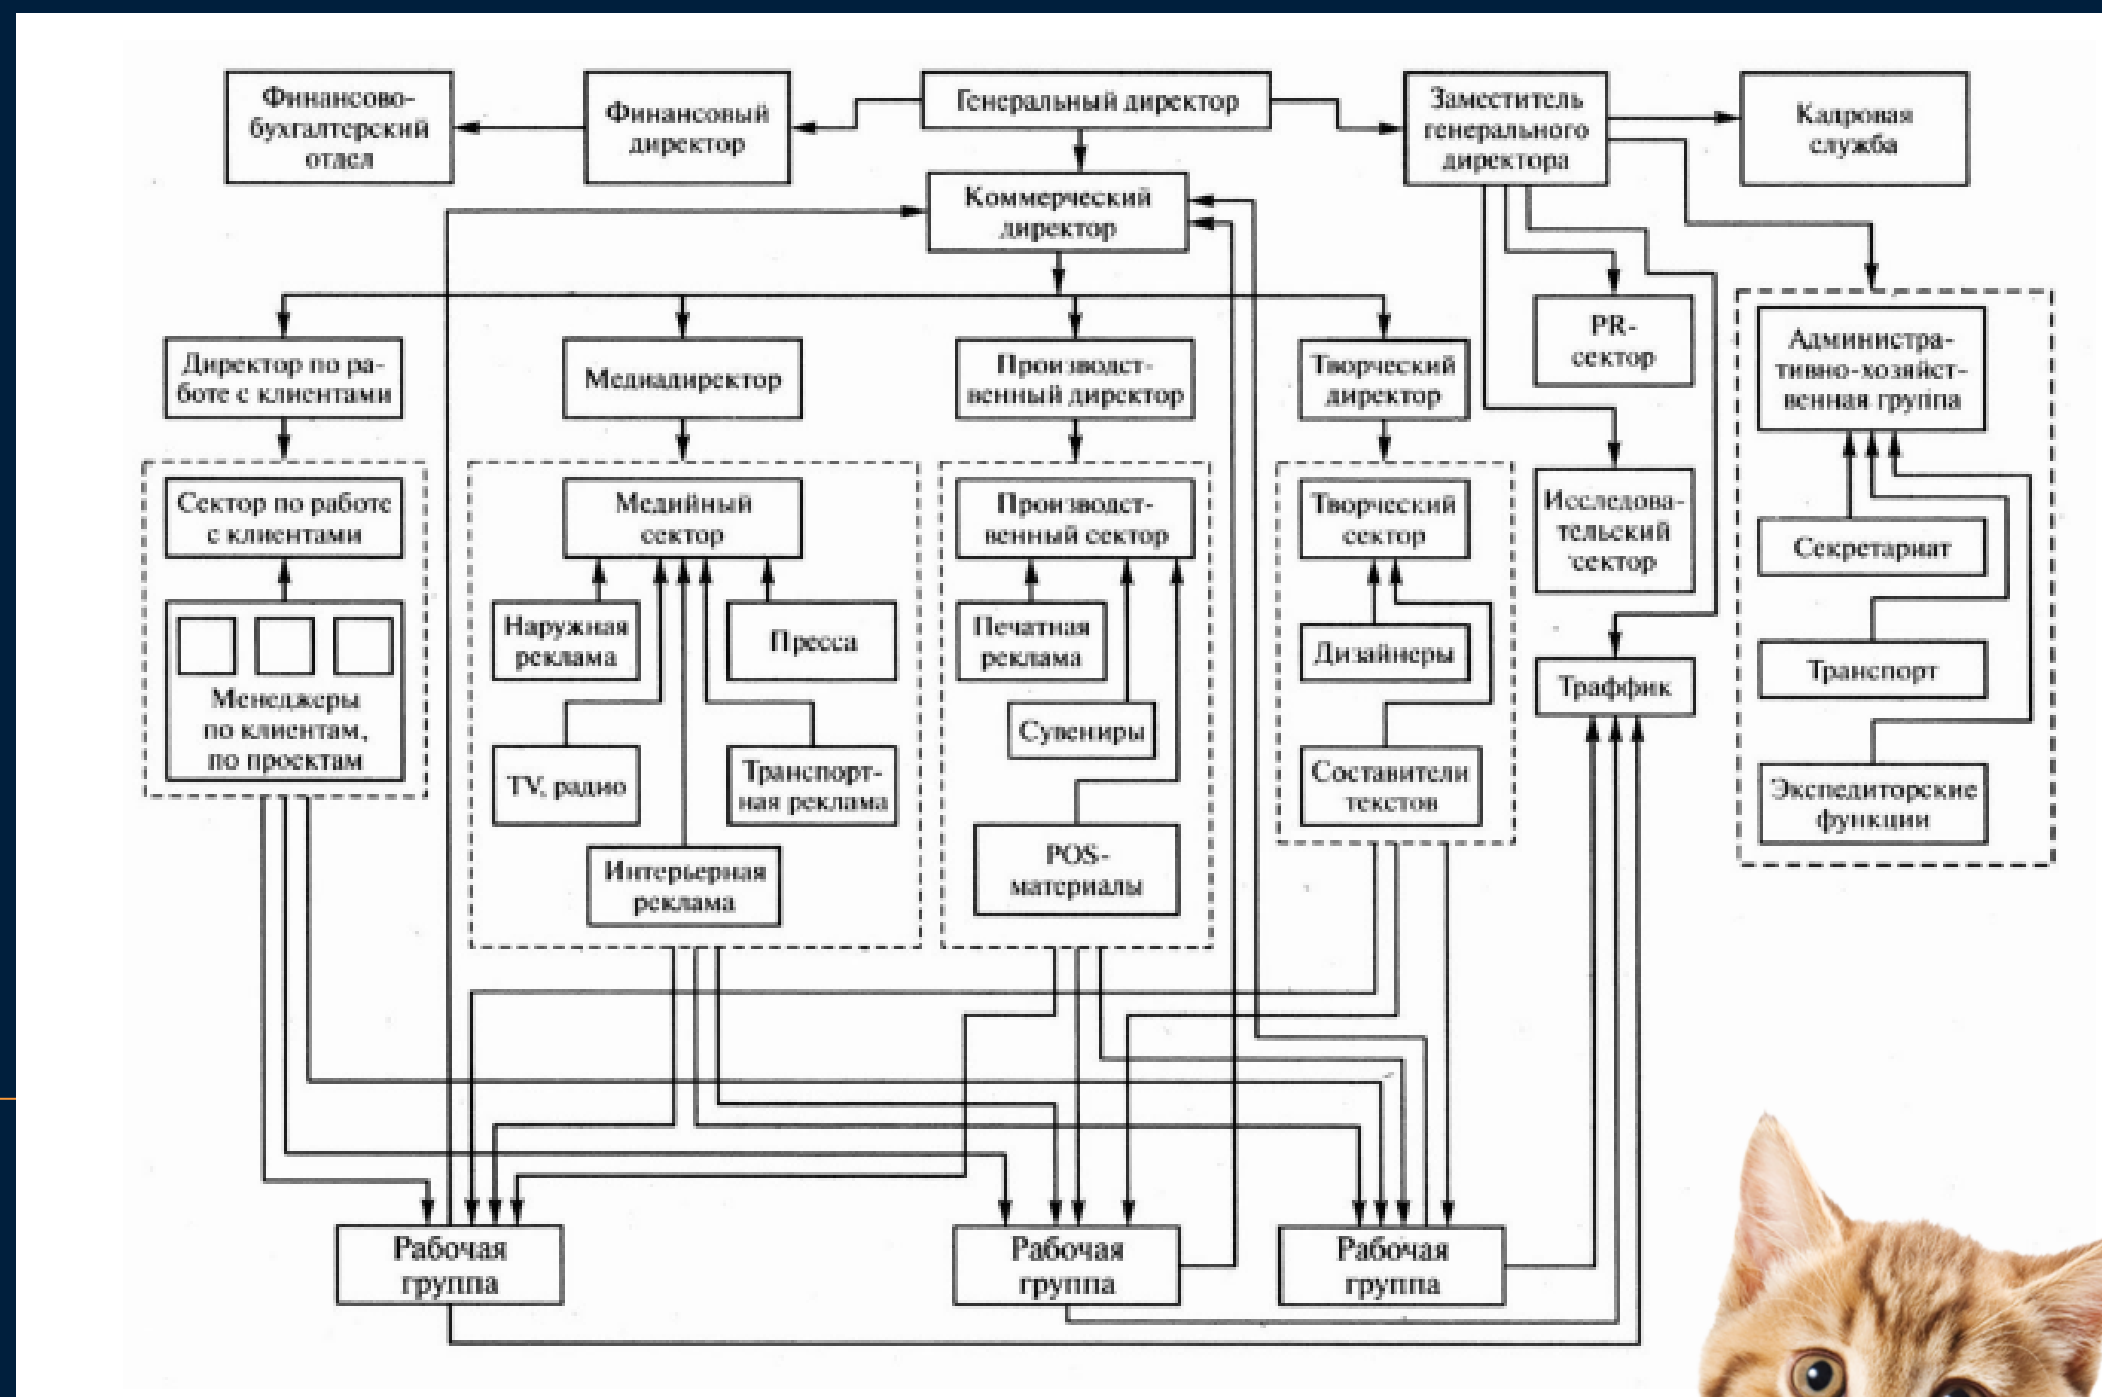 Финансово-
бухгалтерский
отдел
Финансовый
директор
Генеральный директор
Заместитель
генерального
директора
Кадровая
служба
Коммерческий
директор
Директор по ра-
боте с клиентами
Медиадиректор
Производст-
венный директор
Творческий
директор
PR-
сектор
Администра-
тивно-хозяйст-
венная группа
Сектор по работе
с клиентами
Медийный
сектор
Производст-
венный сектор
Творческий
сектор
Исследова-
тельский
сектор
Секретариат
Наружная
реклама
Пресса
Печатная
реклама
Дизайнеры
Траффик
Транспорт
Менеджеры
по клиентам,
по проектам
TV, радио
Транспорт-
ная реклама
Сувениры
Составители
текстов
Экспедиторские
функции
Интерьерная
реклама
POS-
материалы
Рабочая
группа
Рабочая
группа
Рабочая
группа